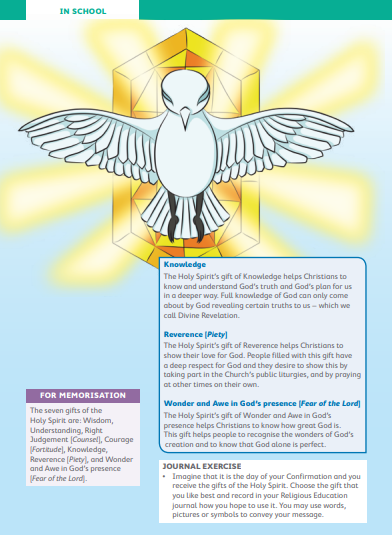 IN SCHOOL
Knowledge
The Holy Spirit's gift of Knowledge helps Christians to
know and understand God's truth and God's plan for us
in a deeper way. Full knowledge of God can only come
about by God revealing certain truths to us – which we
call Divine Revelation.
Reverence [Piety]
The Holy Spirit's gift of Reverence helps Christians to
show their love for God. People filled with this gift have
a deep respect for God and they desire to show this by
taking part in the Church's public liturgies, and by praying
at other times on their own.
Wonder and Awe in God's presence [Fear of the Lord]
The Holy Spirit's gift of Wonder and Awe in God's
presence helps Christians to know how great God is.
This gift helps people to recognise the wonders of God's
creation and to know that God alone is perfect.
FOR MEMORISATION
The seven gifts of the
Holy Spirit are: Wisdom,
Understanding, Right
Judgement [Counsel], Courage
[Fortitude], Knowledge,
Reverence [Piety], and Wonder
and Awe in God's presence
[Fear of the Lord].
JOURNAL EXERCISE
• Imagine that it is the day of your Confirmation and you
receive the gifts of the Holy Spirit. Choose the gift that
you like best and record in your Religious Education
journal how you hope to use it. You may use words,
pictures or symbols to convey your message.